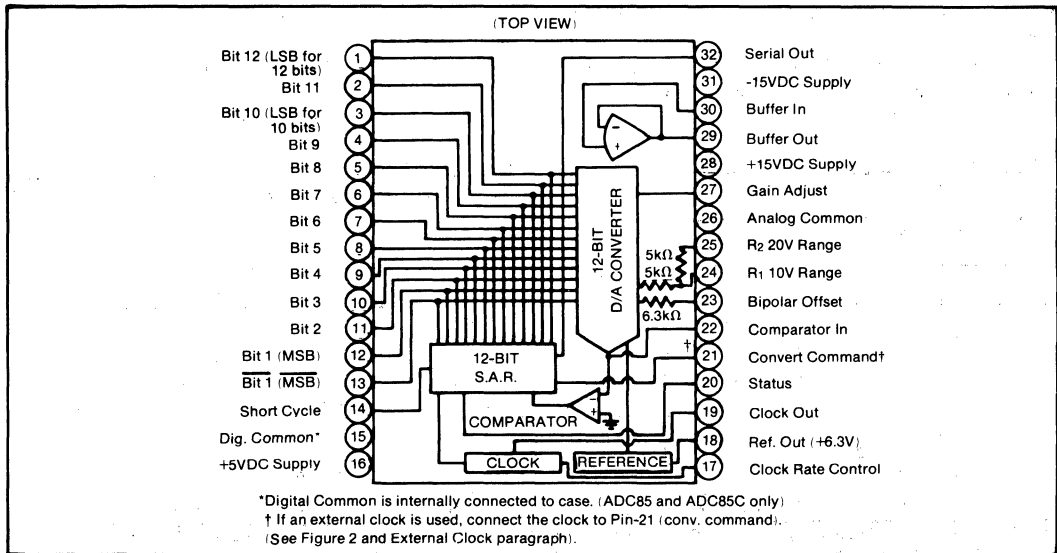 (TOP VIEW)
Bit 12 (LSB for
12 bits)
1
Bit 11
2
Bit 10 (LSB for
10 bits)
3
Bit 9
4
Bit 8
5
Bit 7
6
Bit 6
7
Bit 5
8
Bit 4
9
Bit 3
10
Bit 2
11
Bit 1 (MSB)
12
Bit 1 (MSB)
13
Short Cycle
14
Dig. Common*
15
+5VDC Supply
16
12-BIT
D/A CONVERTER
5kΩ
5kΩ
6.3kΩ
12-BIT
S.A.R.
COMPARATOR
CLOCK
REFERENCE
-
+
-
+
32 Serial Out
31 -15VDC Supply
30 Buffer In
29 Buffer Out
28 +15VDC Supply
27 Gain Adjust
26 Analog Common
25 R2 20V Range
24 R1 10V Range
23 Bipolar Offset
22 Comparator In
†
21 Convert Command†
20 Status
19 Clock Out
18 Ref. Out (+6.3V)
17 Clock Rate Control
*Digital Common is internally connected to case. (ADC85 and ADC85C only)
† If an external clock is used, connect the clock to Pin-21 (conv. command).
(See Figure 2 and External Clock paragraph).